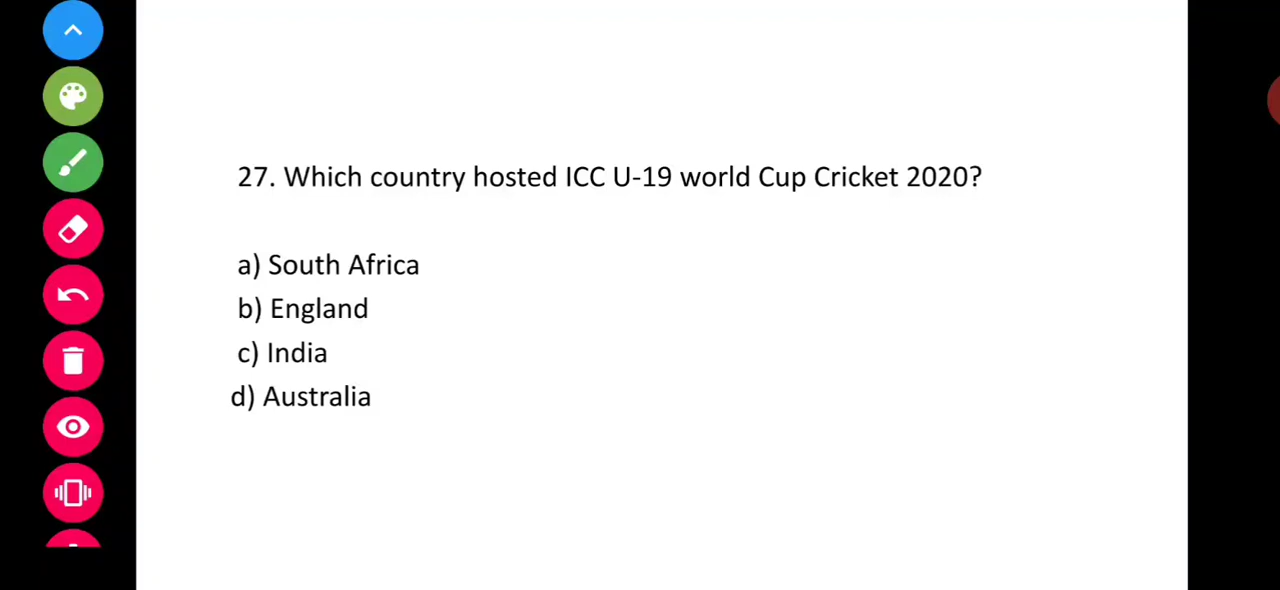 27. Which country hosted ICC U-19 world Cup Cricket 2020?
a) South Africa
b) England
c) India
d) Australia